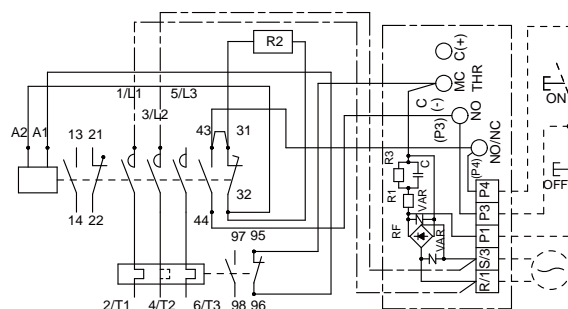 R2
1/L1
5/L3
3/L2
A2 A1
13 21
43
31
14 22
44
32
97 95
98 96
2/T1
4/T2
6/T3
C(+)
MC
THR
C
(-)
NO
(P3)
NO/NC
(P4)
R3
C
R1
VAR
RF
VAR
P4
P3
P1
S/3
R/1
ON
OFF